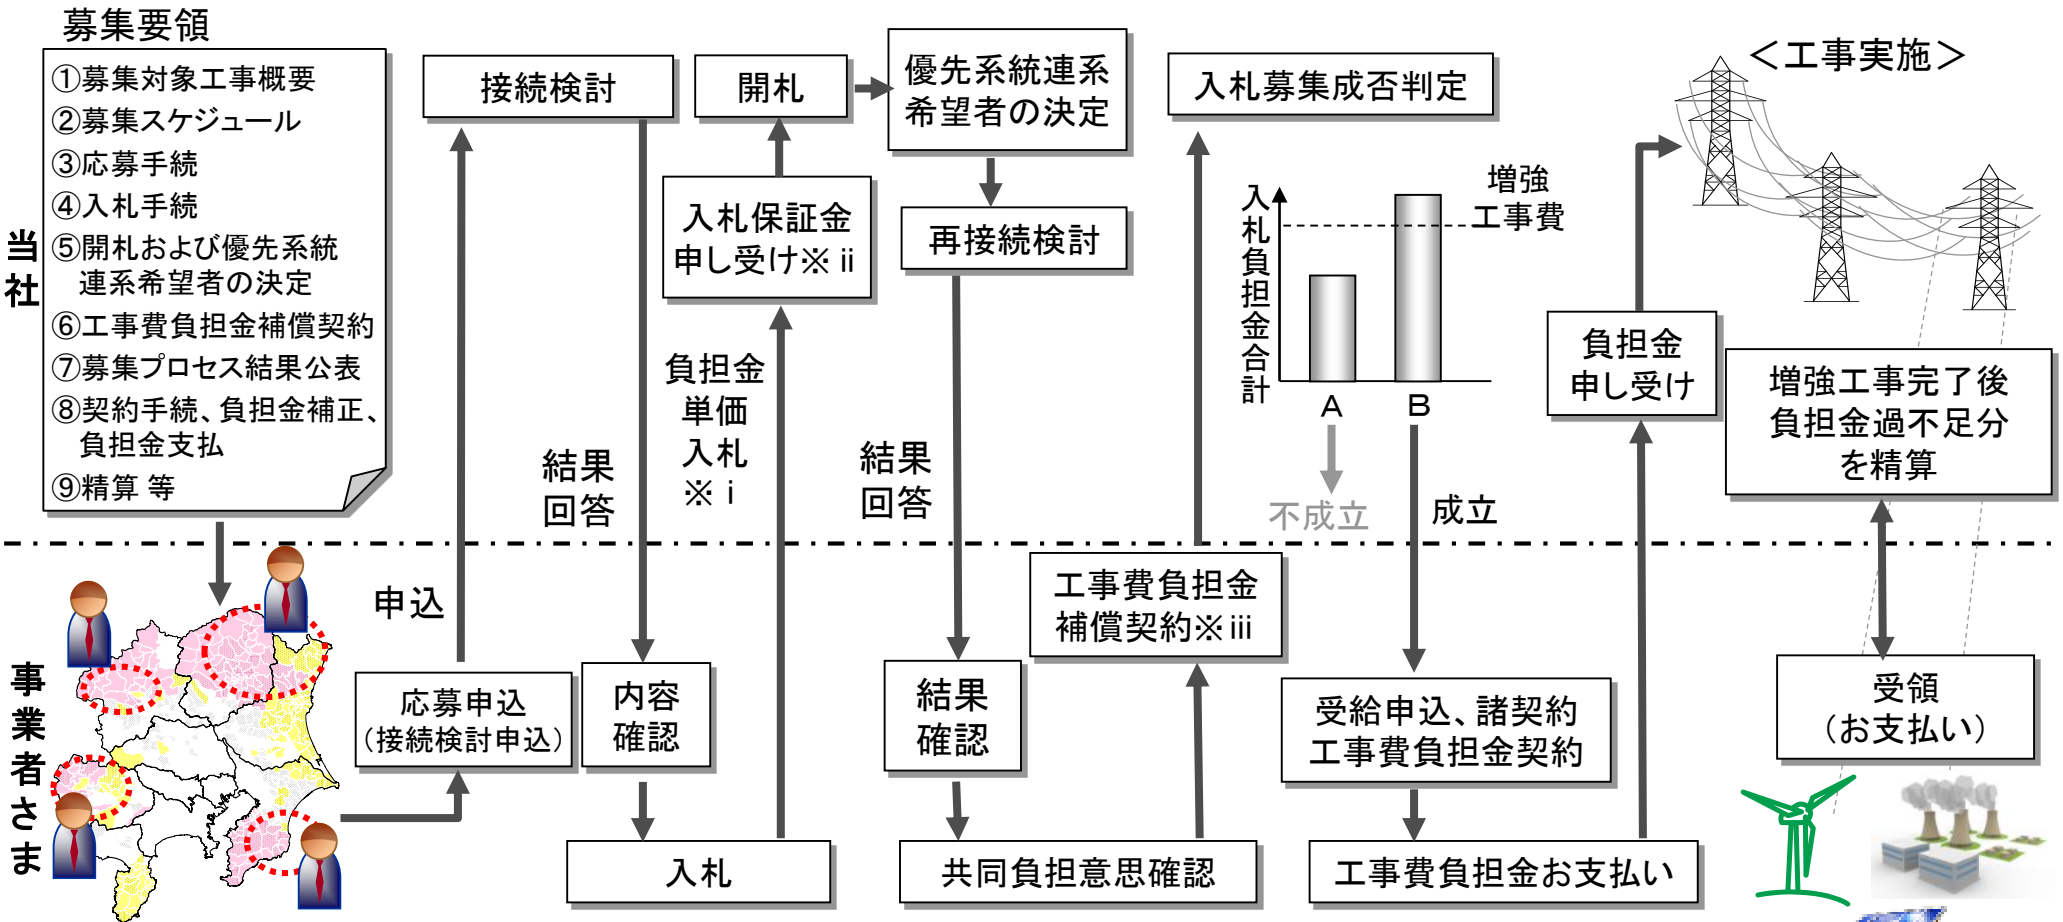 募集要領
①募集対象工事概要
②募集スケジュール
③応募手続
④入札手続
⑤開札および優先系統
連系希望者の決定
⑥工事費負担金補償契約
⑦募集プロセス結果公表
⑧契約手続、負担金補正、
負担金支払
⑨精算 等
当社
接続検討
開札
優先系統連系
希望者の決定
入札募集成否判定
＜工事実施＞
入札保証金
申し受け※ ii
再接続検討
入札負担金合計
増強
工事費
A
B
不成立
成立
負担金
申し受け
増強工事完了後
負担金過不足分
を精算
結果
回答
負担金
単価
入札
※ i
結果
回答
事業者さま
申込
応募申込
（接続検討申込）
内容
確認
入札
結果
確認
共同負担意思確認
工事費負担金
補償契約※iii
受給申込、諸契約
工事費負担金契約
工事費負担金お支払い
受領
（お支払い）